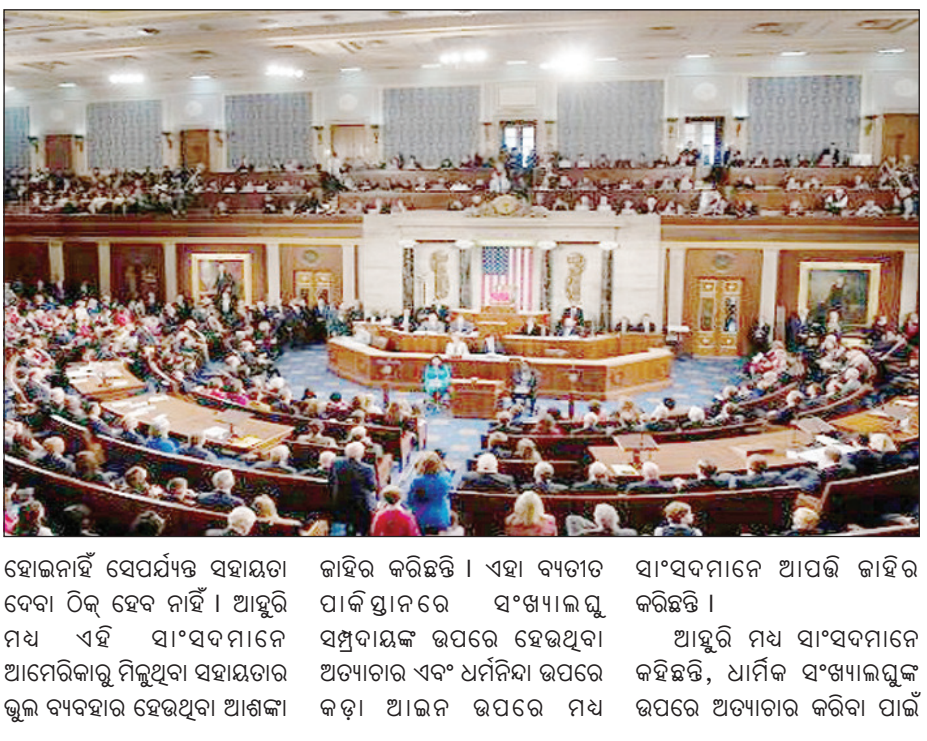 ହୋଇନାହିଁ ସେପର୍ଯ୍ୟନ୍ତ ସହାୟତା
ଦେବା ଠିକ୍ ହେବ ନାହିଁ । ଆହୁରି
ମଧ୍ୟ ଏହି ସାଂସଦମାନେ
ଆମେରିକାରୁ ମିଳୁଥିବା ସହାୟତାର
ଭୁଲ ବ୍ୟବହାର ହେଉଥିବା ଆଶଙ୍କା
ଜାହିର କରିଛନ୍ତି । ଏହା ବ୍ୟତୀତ
ପାକିସ୍ତାନରେ ସଂଖ୍ୟାଲଘୁ
ସମ୍ପ୍ରଦାୟଙ୍କ ଉପରେ ହେଉଥିବା
ଅତ୍ୟାଚାର ଏବଂ ଧର୍ମନିନ୍ଦା ଉପରେ
କଡ଼ା ଆଇନ ଉପରେ ମଧ୍ୟ
ସାଂସଦମାନେ ଆପତ୍ତି ଜାହିର
କରିଛନ୍ତି ।
ଆହୁରି ମଧ୍ୟ ସାଂସଦମାନେ
କହିଛନ୍ତି, ଧାର୍ମିକ ସଂଖ୍ୟାଲଘୁଙ୍କ
ଉପରେ ଅତ୍ୟାଚାର କରିବା ପାଇଁ